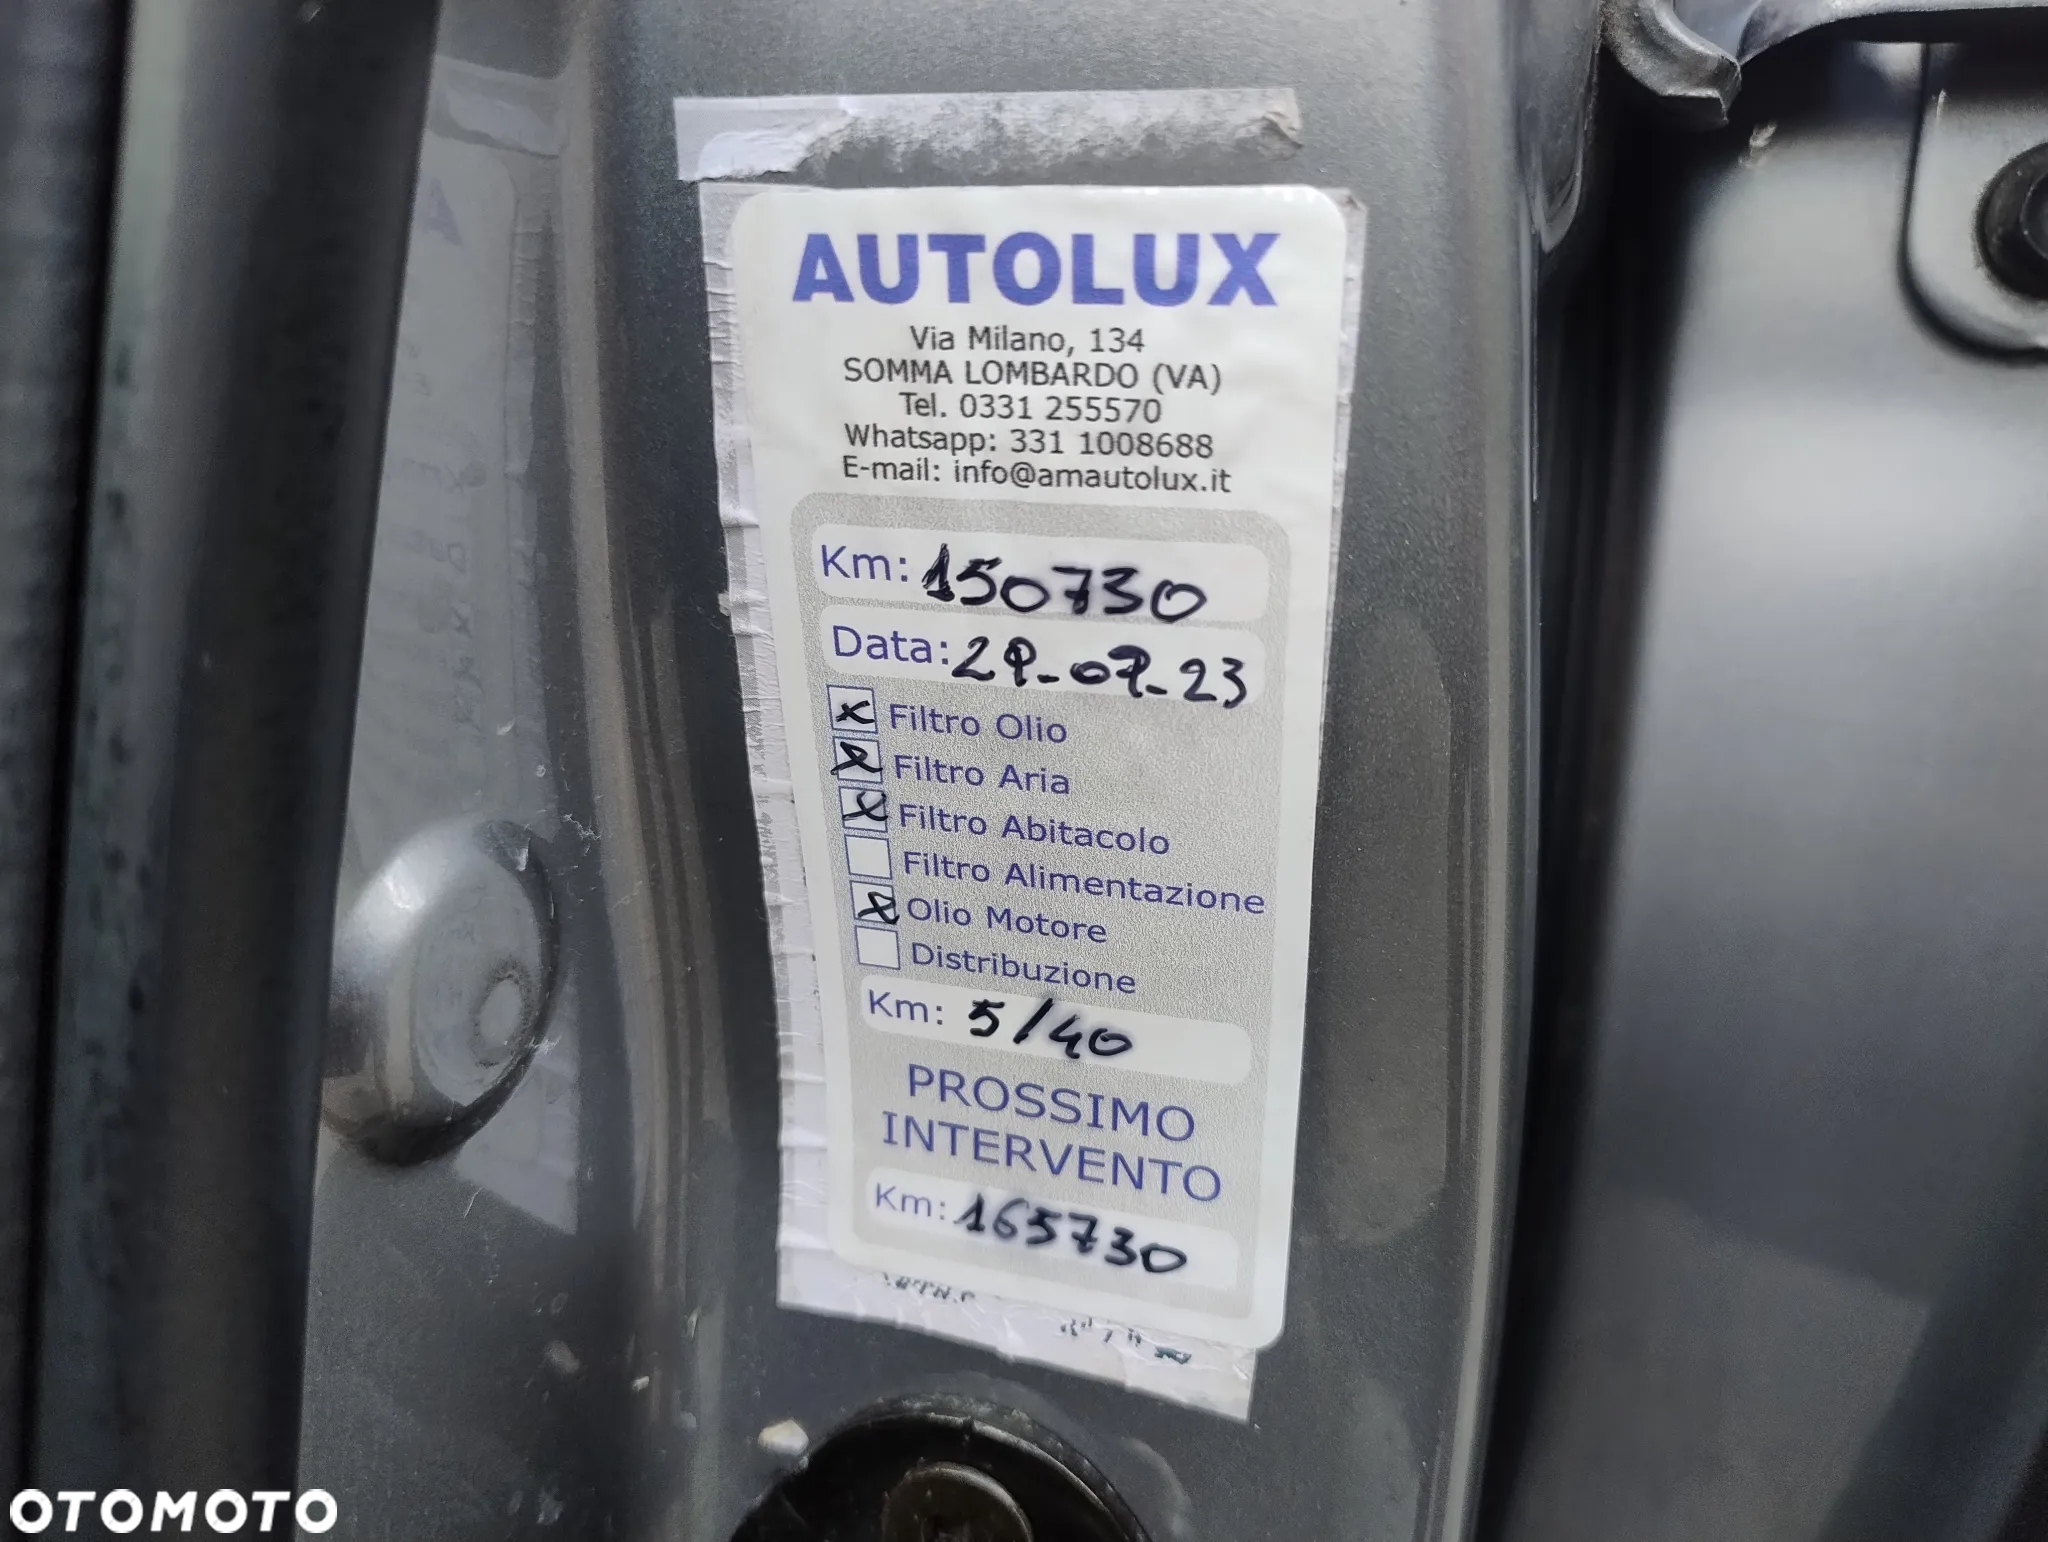 AUTOLUX
Via Milano, 134
SOMMA LOMBARDO (VA)
Tel. 0331 255570
Whatsapp: 331 1008688
E-mail: info@amautolux.it
Km: 150730
Data: 29-07-23
x Filtro Olio
x Filtro Aria
x Filtro Abitacolo
Filtro Alimentazione
x Olio Motore
Distribuzione
Km: 5/40
PROSSIMO
INTERVENTO
Km: 165730
OTOMOTO